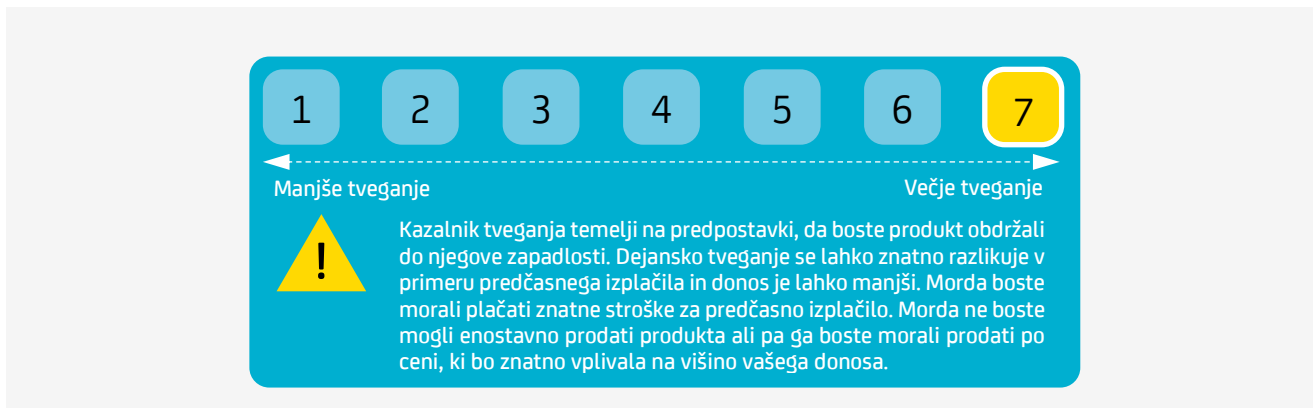 1 2 3 4 5 6 7
Manjše tveganje Večje tveganje
!
Kazalnik tveganja temelji na predpostavki, da boste produkt obdržali
do njegove zapadlosti. Dejansko tveganje se lahko znatno razlikuje v
primeru predčasnega izplačila in donos je lahko manjši. Morda boste
morali plačati znatne stroške za predčasno izplačilo. Morda ne boste
mogli enostavno prodati produkta ali pa ga boste morali prodati po
ceni, ki bo znatno vplivala na višino vašega donosa.